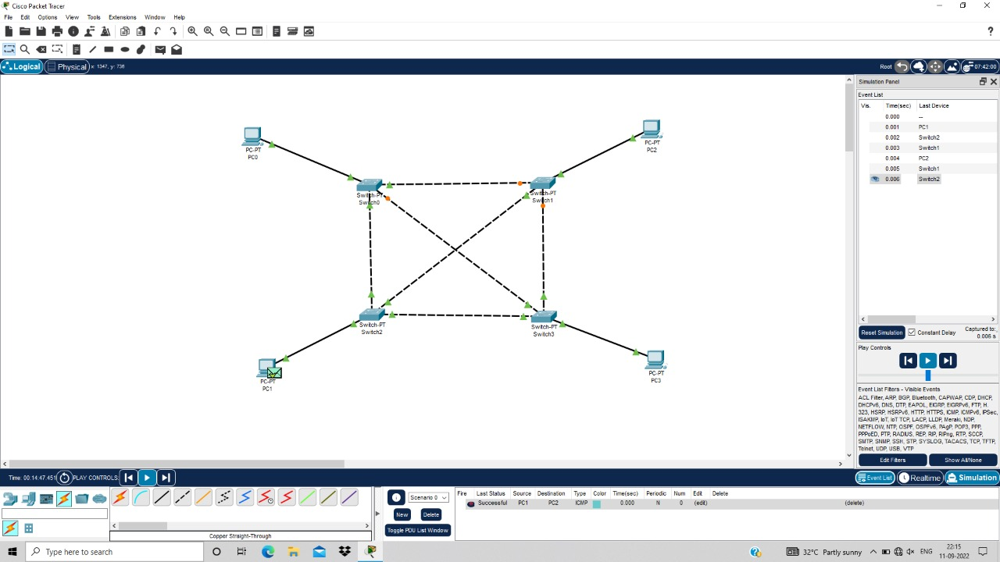 Cisco Packet Tracer
File Edit Options View Tools Extensions Window Help
?
Logical Physical x: 1347, y: 736 Root 07:42:00
Simulation Panel
Event List
Vis. Time(sec) Last Device
0.000 --
0.001 PC1
0.002 Switch2
0.003 Switch1
0.004 PC2
0.005 Switch1
0.006 Switch2
PC-PT
PC0
PC-PT
PC2
Switch-PT
Switch0
Switch-PT
Switch1
Switch-PT
Switch2
Switch-PT
Switch3
PC-PT
PC1
PC-PT
PC3
Reset Simulation Constant Delay Captured to:
0.006 s
Play Controls
Event List Filters - Visible Events
ACL Filter, ARP, BGP, Bluetooth, CAPWAP, CDP, DHCP,
DHCPv6, DNS, DTP, EAPOL, EIGRP, EIGRPv6, FTP, H.
323, HSRP, HSRPv6, HTTP, HTTPS, ICMP, ICMPv6, IPSec,
ISAKMP, IoT, IoT TCP, LACP, LLDP, Meraki, NDP,
NETFLOW, NTP, OSPF, OSPFv6, PAgP, POP3, PPP,
PPPoED, PTP, RADIUS, REP, RIP, RIPng, RTP, SCCP,
SMTP, SNMP, SSH, STP, SYSLOG, TACACS, TCP, TFTP,
Telnet, UDP, USB, VTP
Edit Filters Show All/None
Time: 00:14:47.451 PLAY CONTROLS: Event List Realtime Simulation
Scenario 0
New Delete
Toggle PDU List Window
Fire Last Status Source Destination Type Color Time(sec) Periodic Num Edit Delete
Successful PC1 PC2 ICMP 0.000 N 0 (edit) (delete)
Copper Straight-Through
Type here to search
32°C Partly sunny ENG 22:15
11-09-2022